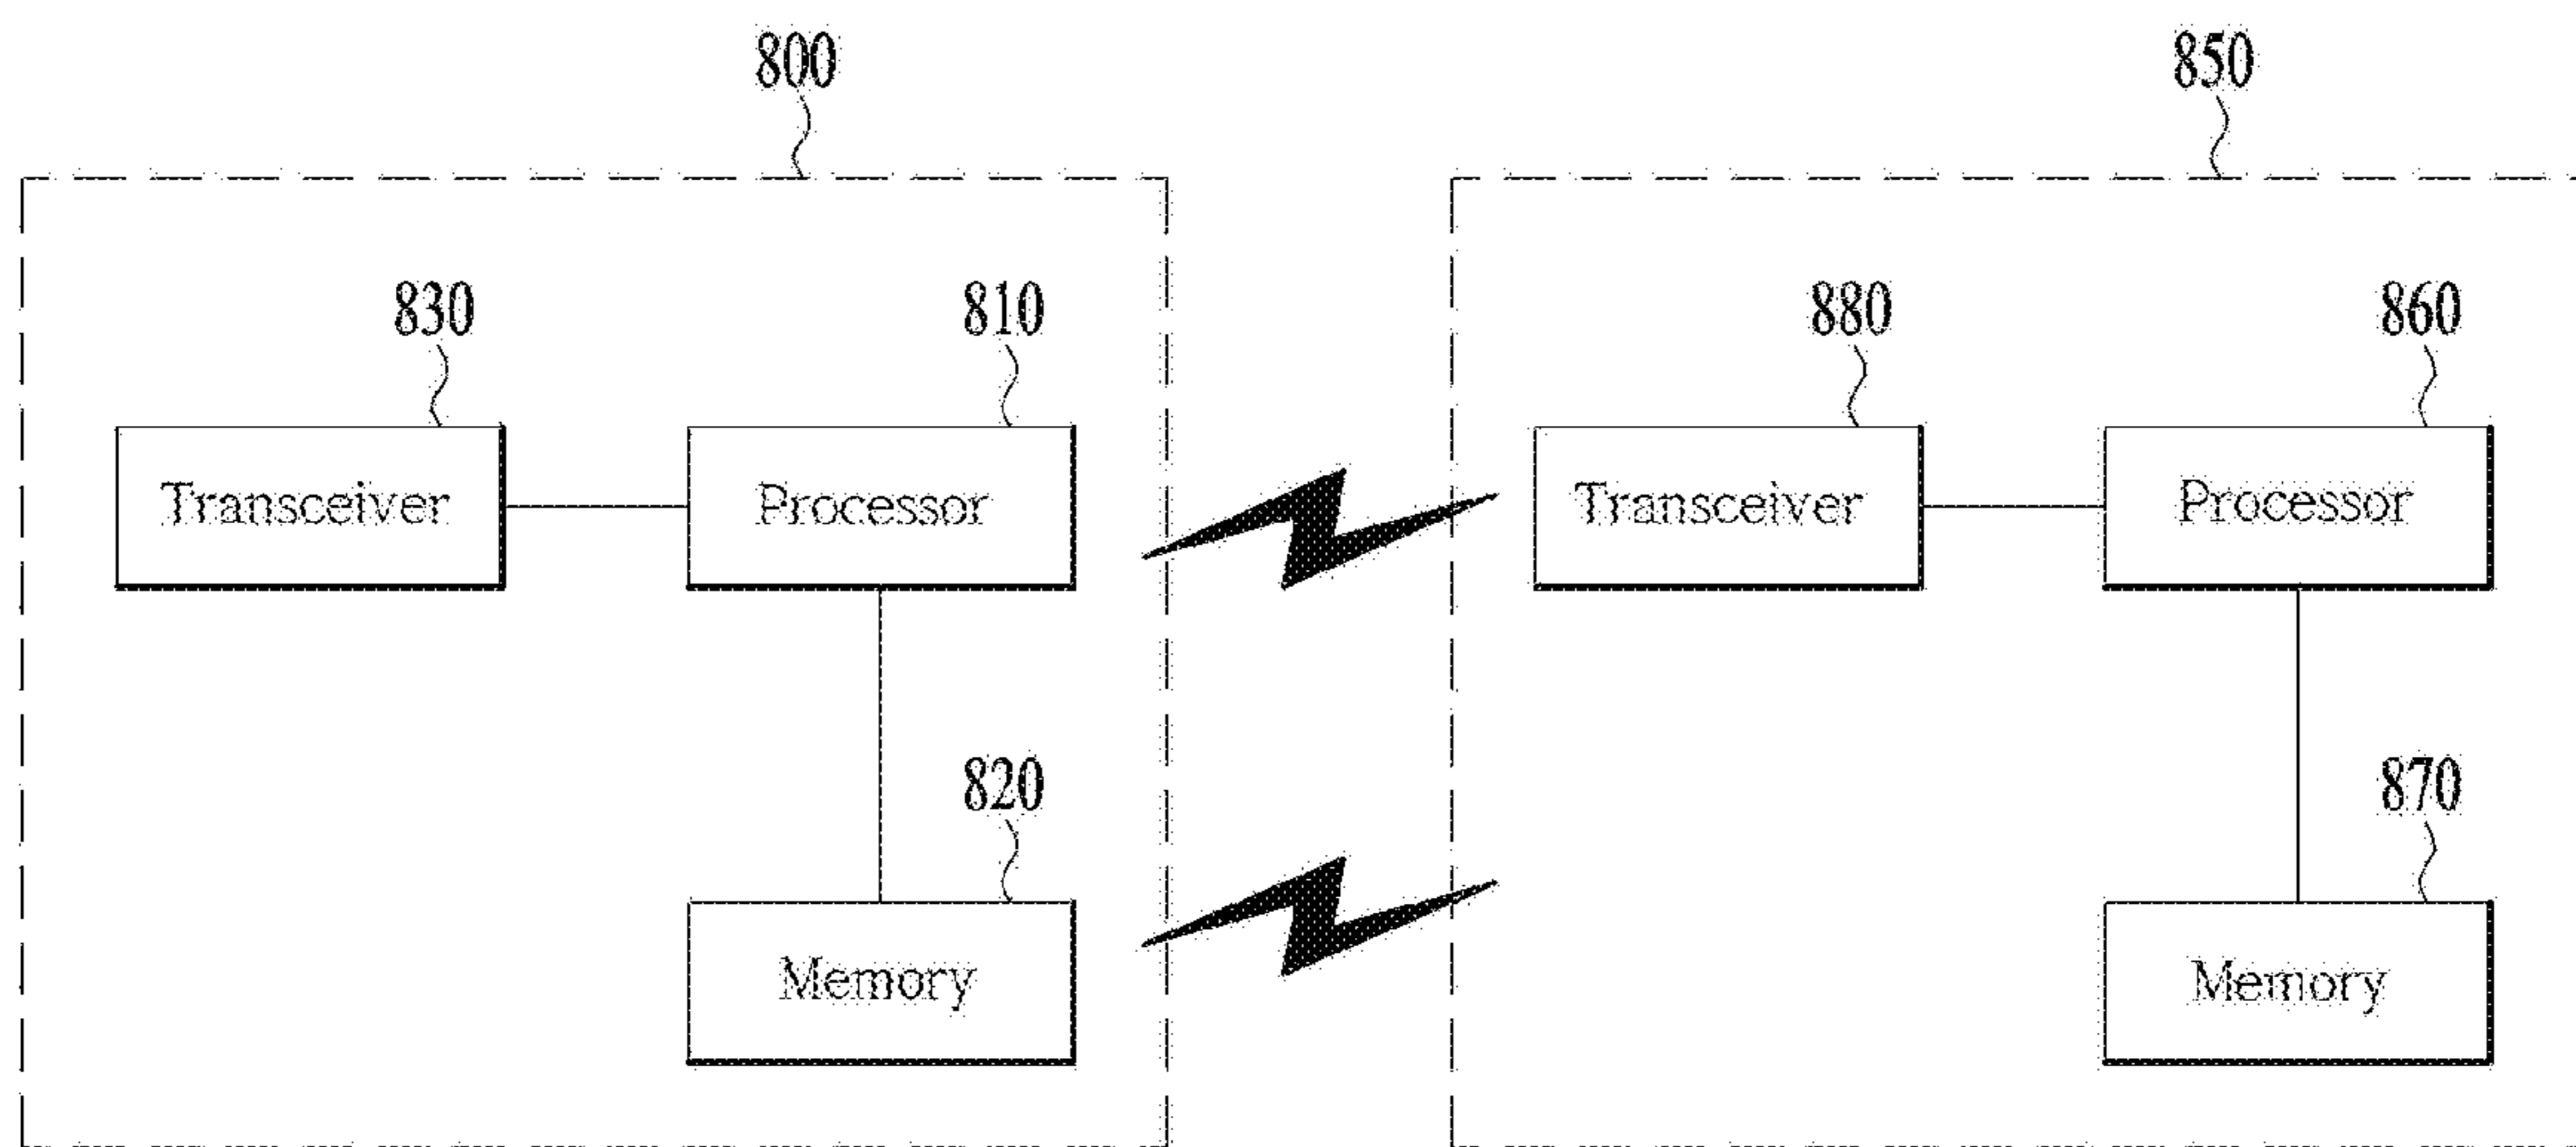 800 850
830 810 880 860
Transceiver Processor Transceiver Processor
820 870
Memory Memory